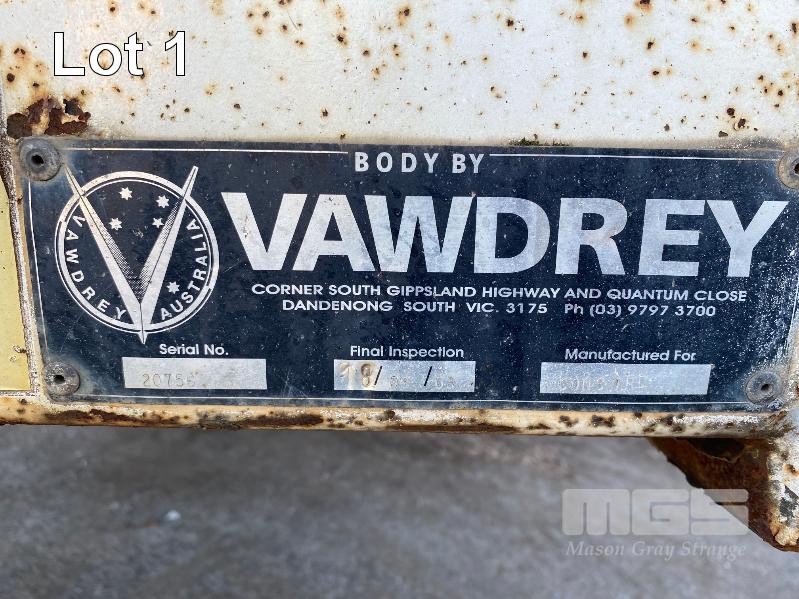 Lot 1
BODY BY
VAWDREY
VAWDREY AUSTRALIA
CORNER SOUTH GIPPSLAND HIGHWAY AND QUANTUM CLOSE
DANDENONG SOUTH VIC. 3175 Ph (03) 9797 3700
Serial No. Final Inspection Manufactured For
18/
MGS
Mason Gray Strange